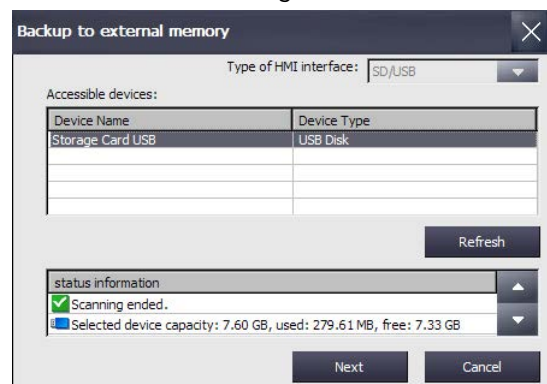 Backup to external memory
Type of HMI interface: SD/USB
Accessible devices:
Device Name Device Type
Storage Card USB USB Disk
Refresh
status information
Scanning ended.
Selected device capacity: 7.60 GB, used: 279.61 MB, free: 7.33 GB
Next Cancel